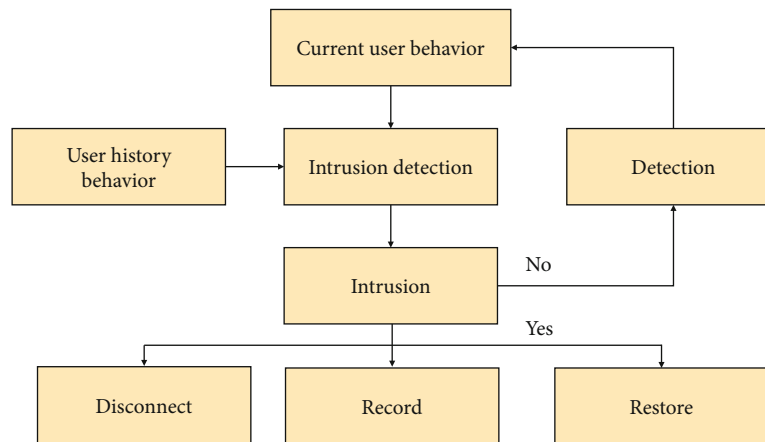 Current user behavior
User history
behavior
Intrusion detection
Detection
No
Intrusion
Yes
Disconnect
Record
Restore